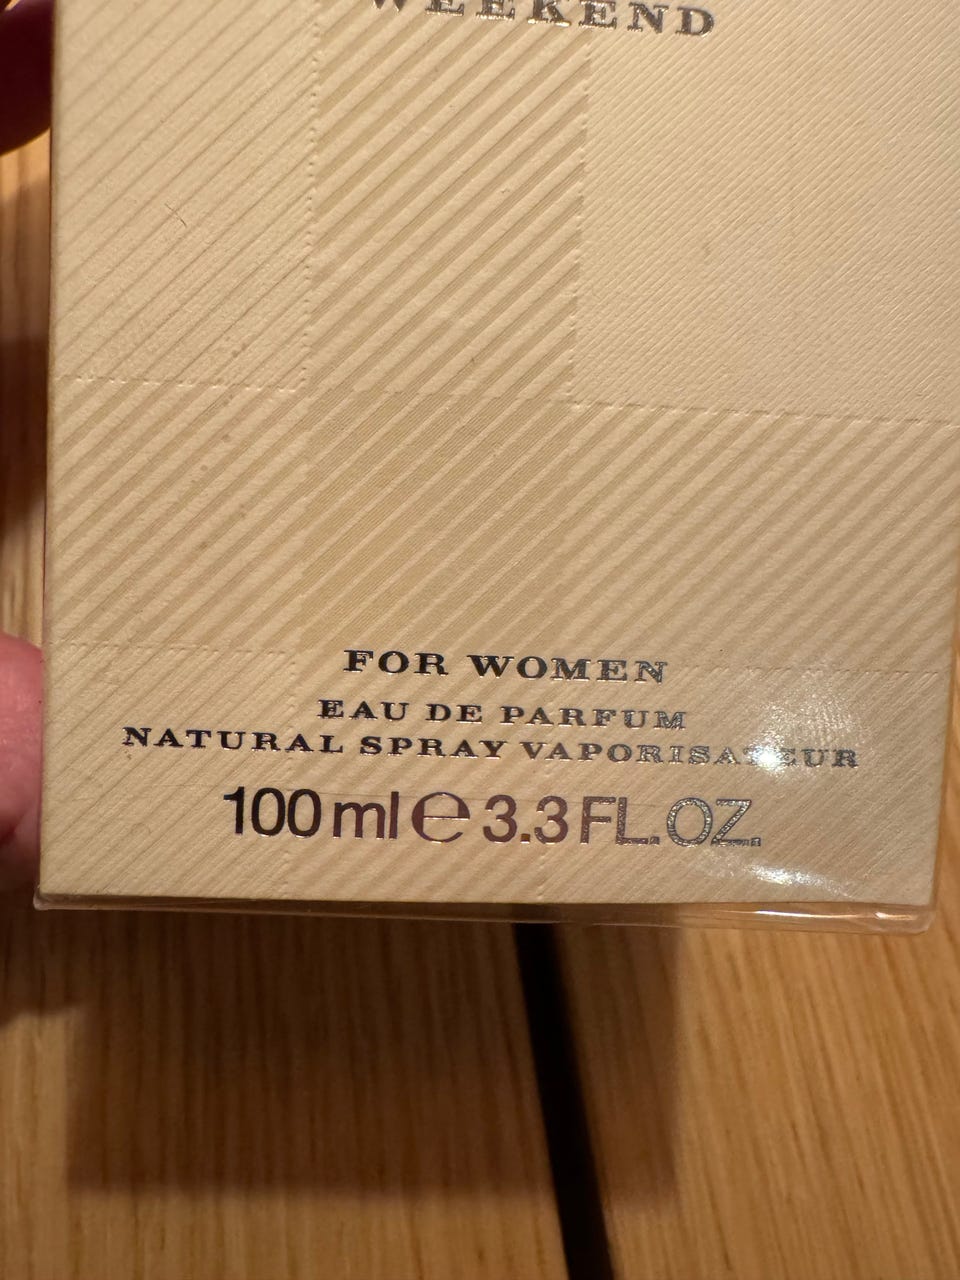 WEEKEND
FOR WOMEN
EAU DE PARFUM
NATURAL SPRAY VAPORISATEUR
100 ml ℮ 3.3 FL.OZ.